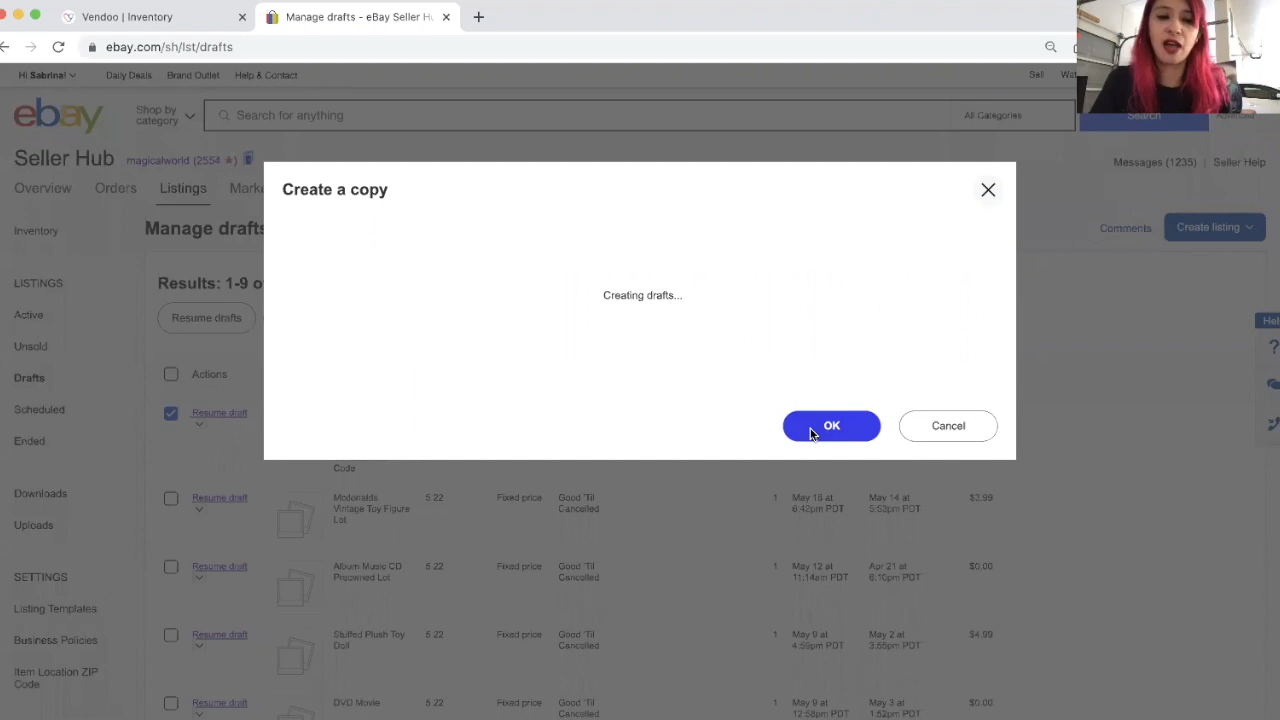 Vendoo | Inventory
Manage drafts - eBay Seller Hu
ebay.com/sh/lst/drafts
Hi Sabrina!
Daily Deals
Brand Outlet
Help & Contact
Sell
Wat
ebay
Shop by
category
Search for anything
All Categories
Search
Advanced
Seller Hub
magicalworld (2554
Messages (1235)
Seller Help
Overview
Orders
Listings
Marke
Inventory
Manage drafts
Comments
Create listing
LISTINGS
Active
Unsold
Drafts
Scheduled
Ended
Downloads
Uploads
SETTINGS
Listing Templates
Business Policies
Item Location ZIP
Code
Results: 1-9 o
Resume drafts
Actions
Resume draft
Create a copy
Creating drafts...
OK
Cancel
Code
Resume draft
Mcdonalds
Vintage Toy Figure
Lot
5.22
Fixed price
Good 'Til
Cancelled
1
May 16 at
6:42pm PDT
May 14 at
5:53pm PDT
$3.99
Resume draft
Album Music CD
Preowned Lot
5.22
Fixed price
Good 'Til
Cancelled
1
May 12 at
11:14am PDT
Apr 21 at
6:10pm PDT
$0.00
Resume draft
Stuffed Plush Toy
Doll
5.22
Fixed price
Good 'Til
Cancelled
1
May 9 at
4:59pm PDT
May 2 at
3:55pm PDT
$4.99
Resume draft
DVD Movie
5.22
Fixed price
Good 'Til
Cancelled
1
May 9 at
12:58pm PDT
May 3 at
1:52pm PDT
$0.00
Hel
?